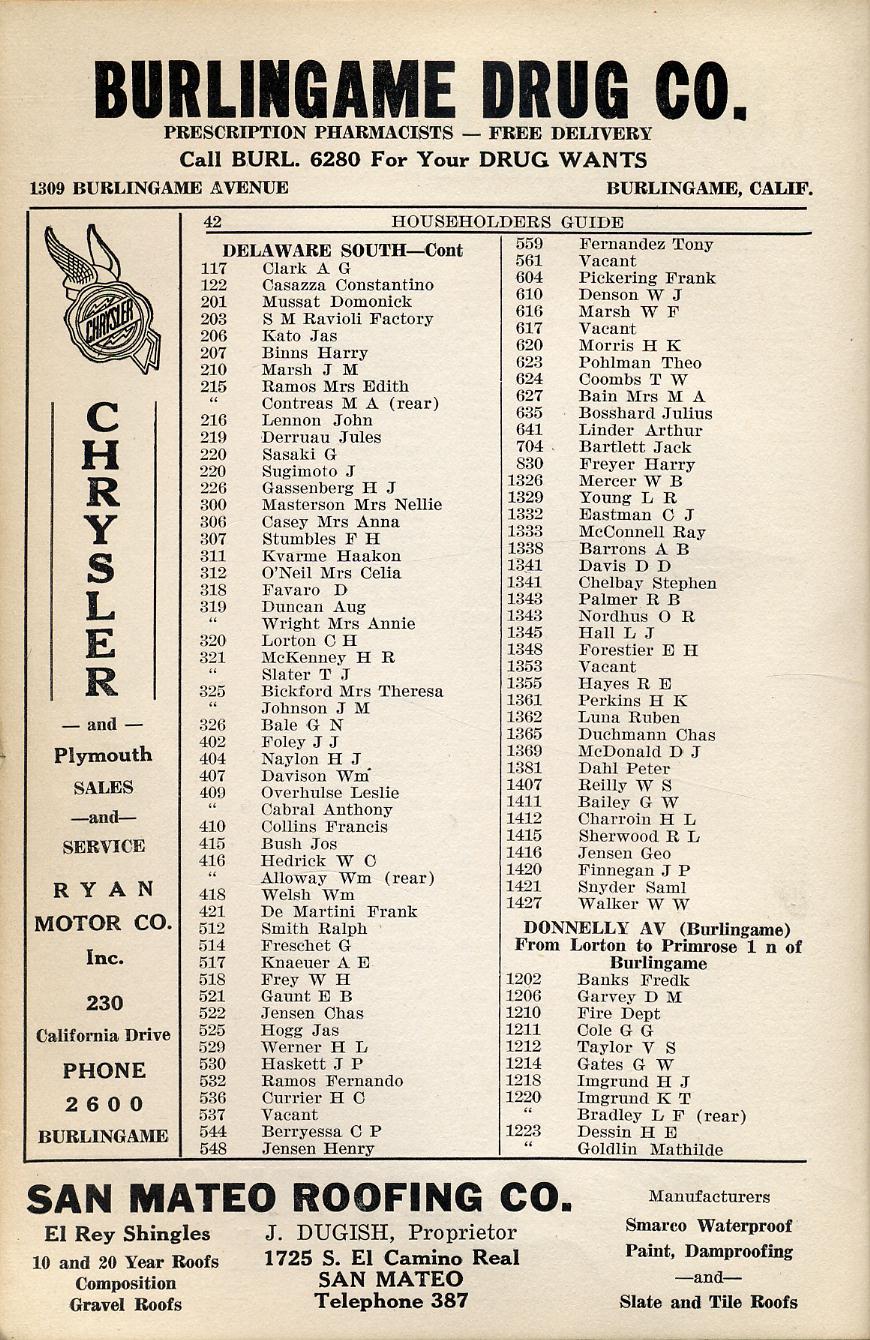 BURLINGAME DRUG CO.
PRESCRIPTION PHARMACISTS — FREE DELIVERY
Call BURL. 6280 For Your DRUG WANTS
1309 BURLINGAME AVENUE BURLINGAME, CALIF.
CHRYSLER
CHRYSLER
— and —
Plymouth
SALES
—and—
SERVICE
RYAN
MOTOR CO.
Inc.
230
California Drive
PHONE
2600
BURLINGAME
42 HOUSEHOLDERS GUIDE
DELAWARE SOUTH—Cont
117 Clark A G
122 Casazza Constantino
201 Mussat Domonick
203 S M Ravioli Factory
206 Kato Jas
207 Binns Harry
210 Marsh J M
215 Ramos Mrs Edith
“ Contreas M A (rear)
216 Lennon John
219 Derruau Jules
220 Sasaki G
220 Sugimoto J
226 Gassenberg H J
300 Masterson Mrs Nellie
306 Casey Mrs Anna
307 Stumbles F H
311 Kvarme Haakon
312 O'Neil Mrs Celia
318 Favaro D
319 Duncan Aug
“ Wright Mrs Annie
320 Lorton C H
321 McKenney H R
“ Slater T J
325 Bickford Mrs Theresa
“ Johnson J M
326 Bale G N
402 Foley J J
404 Naylon H J
407 Davison Wm
409 Overhulse Leslie
“ Cabral Anthony
410 Collins Francis
415 Bush Jos
416 Hedrick W C
“ Alloway Wm (rear)
418 Welsh Wm
421 De Martini Frank
512 Smith Ralph
514 Freschet G
517 Knaeuer A E
518 Frey W H
521 Gaunt E B
522 Jensen Chas
525 Hogg Jas
529 Werner H L
530 Haskett J P
532 Ramos Fernando
536 Currier H C
537 Vacant
544 Berryessa C P
548 Jensen Henry
559 Fernandez Tony
561 Vacant
604 Pickering Frank
610 Denson W J
616 Marsh W F
617 Vacant
620 Morris H K
623 Pohlman Theo
624 Coombs T W
627 Bain Mrs M A
635 Bosshard Julius
641 Linder Arthur
704 Bartlett Jack
830 Freyer Harry
1326 Mercer W B
1329 Young L R
1332 Eastman C J
1333 McConnell Ray
1338 Barrons A B
1341 Davis D D
1341 Chelbay Stephen
1343 Palmer R B
1343 Nordhus O R
1345 Hall L J
1348 Forestier E H
1353 Vacant
1355 Hayes R E
1361 Perkins H K
1362 Luna Ruben
1365 Duchmann Chas
1369 McDonald D J
1381 Dahl Peter
1407 Reilly W S
1411 Bailey G W
1412 Charroin H L
1415 Sherwood R L
1416 Jensen Geo
1420 Finnegan J P
1421 Snyder Saml
1427 Walker W W
DONNELLY AV (Burlingame)
From Lorton to Primrose 1 n of
Burlingame
1202 Banks Fredk
1206 Garvey D M
1210 Fire Dept
1211 Cole G G
1212 Taylor V S
1214 Gates G W
1218 Imgrund H J
1220 Imgrund K T
“ Bradley L F (rear)
1223 Dessin H E
“ Goldlin Mathilde
SAN MATEO ROOFING CO.
El Rey Shingles
10 and 20 Year Roofs
Composition
Gravel Roofs
J. DUGISH, Proprietor
1725 S. El Camino Real
SAN MATEO
Telephone 387
Manufacturers
Smarco Waterproof
Paint, Damproofing
—and—
Slate and Tile Roofs